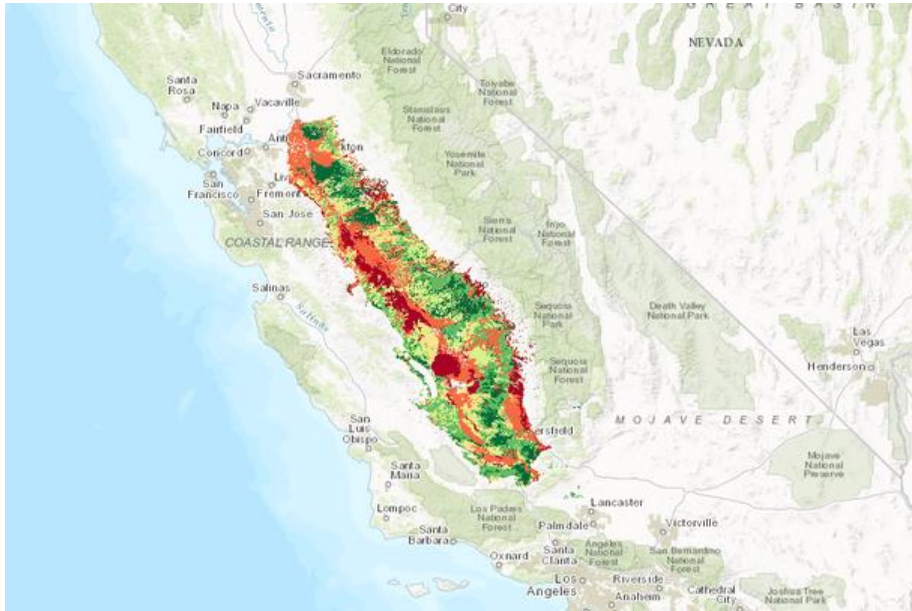 City
GREAT BASIN
NEVADA
Eldorado
National
Forest
Sacramento
Toiyabe
National
Forest
Santa
Rosa
Napa
Vacaville
Fairfield
Stanislaus
National
Forest
Concord
Yosemite
National
Park
San
Francisco
Fremont
San Jose
COASTAL RANGE
Sierra
National
Forest
Inyo
National
Forest
Salinas
Salinas
Sequoia
National
Park
Death Valley
National Park
Las
Vegas
Henderson
Sequoia
National
Forest
MOJAVE DESERT
San
Luis
Obispo
ersfield
Mojave
National
Preserve
Santa
Maria
Lompoc
Los Padres
National
Forest
Lancaster
Santa
Barbara
Palmdale
Victorville
Oxnard
Santa
Clarita
Angeles
National
Forest
San Bernardino
National Forest
Los
Angeles
Riverside
Anaheim
Cathedral
City
Joshua Tree
National Park